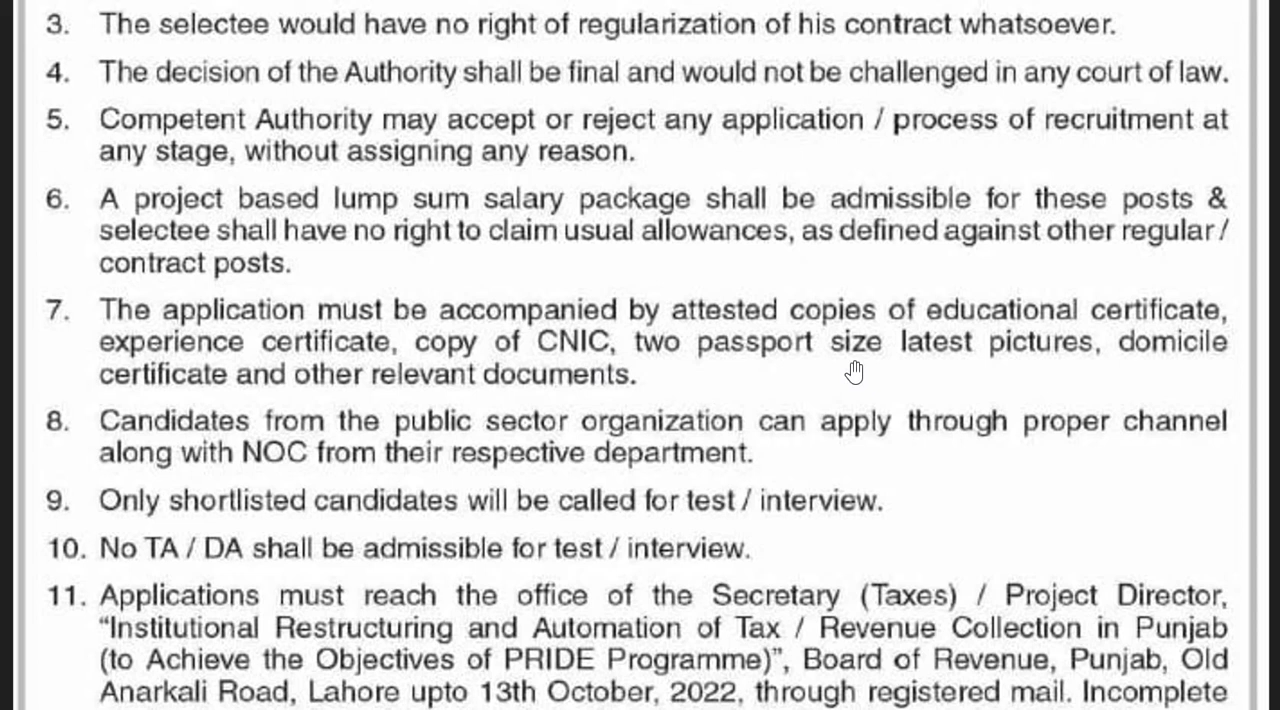 3. The selectee would have no right of regularization of his contract whatsoever.
4. The decision of the Authority shall be final and would not be challenged in any court of law.
5. Competent Authority may accept or reject any application / process of recruitment at
any stage, without assigning any reason.
6. A project based lump sum salary package shall be admissible for these posts &
selectee shall have no right to claim usual allowances, as defined against other regular /
contract posts.
7. The application must be accompanied by attested copies of educational certificate,
experience certificate, copy of CNIC, two passport size latest pictures, domicile
certificate and other relevant documents.
8. Candidates from the public sector organization can apply through proper channel
along with NOC from their respective department.
9. Only shortlisted candidates will be called for test / interview.
10. No TA / DA shall be admissible for test / interview.
11. Applications must reach the office of the Secretary (Taxes) / Project Director,
“Institutional Restructuring and Automation of Tax / Revenue Collection in Punjab
(to Achieve the Objectives of PRIDE Programme)”, Board of Revenue, Punjab, Old
Anarkali Road, Lahore upto 13th October, 2022, through registered mail. Incomplete